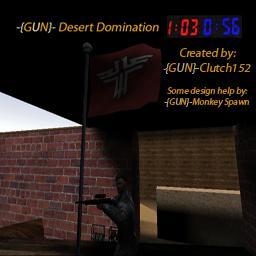 -{GUN}- Desert Domination
1:03 0:56
Created by:
-{GUN}-Clutch152
Some design help by:
-{GUN}-Monkey Spawn